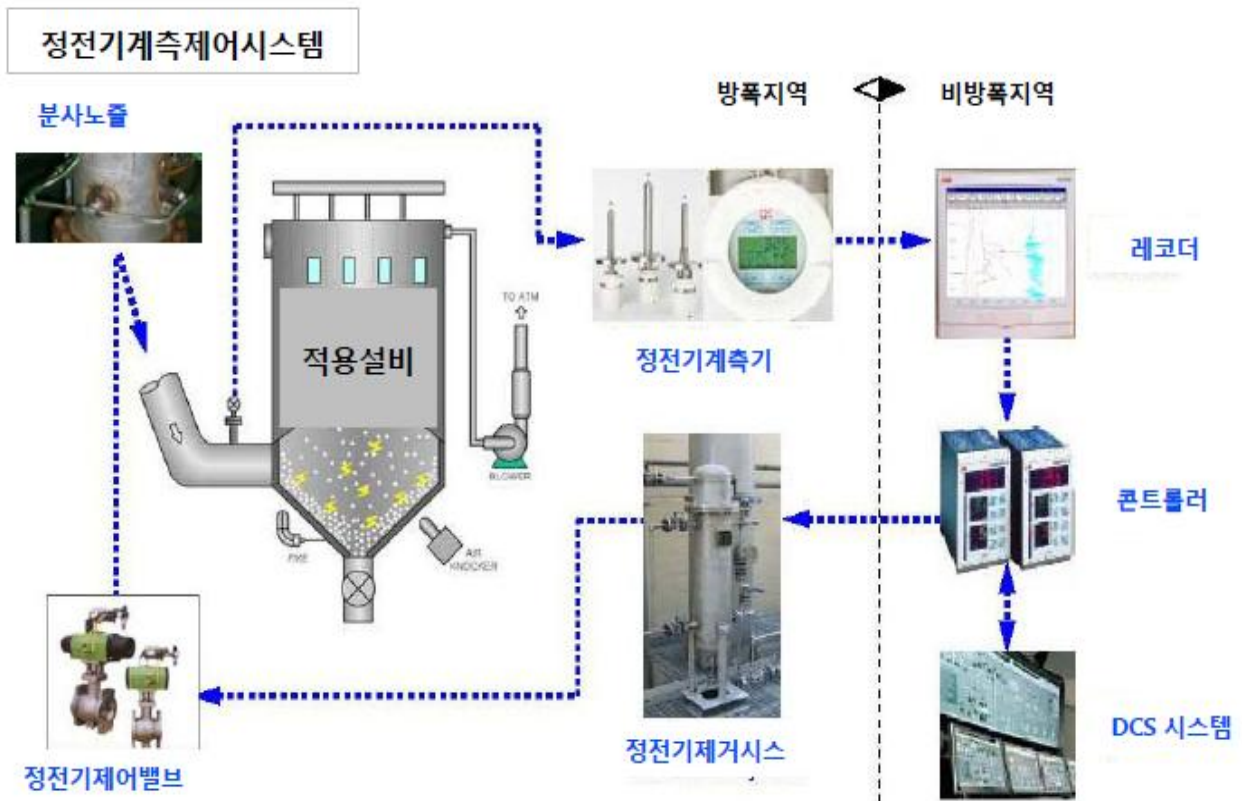 정전기계측제어시스템
분사노즐
방폭지역
비방폭지역
TO ATM
적용설비
정전기계측기
레코더
BLOWER
콘트롤러
AIR
KNOCKER
정전기제어밸브
정전기제거시스
DCS 시스템